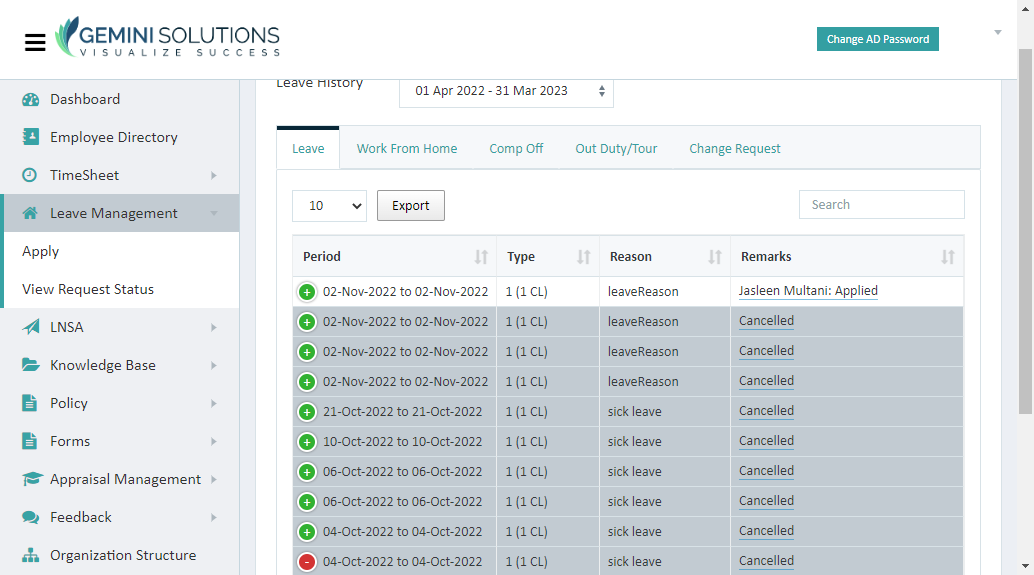 GEMINI SOLUTIONS
VISUALIZE SUCCESS
Change AD Password
Dashboard
Employee Directory
TimeSheet
Leave Management
Apply
View Request Status
LNSA
Knowledge Base
Policy
Forms
Appraisal Management
Feedback
Organization Structure
Leave History
01 Apr 2022 - 31 Mar 2023
Leave Work From Home Comp Off Out Duty/Tour Change Request
10 Export Search
Period Type Reason Remarks
02-Nov-2022 to 02-Nov-2022 1 (1 CL) leaveReason Jasleen Multani: Applied
02-Nov-2022 to 02-Nov-2022 1 (1 CL) leaveReason Cancelled
02-Nov-2022 to 02-Nov-2022 1 (1 CL) leaveReason Cancelled
02-Nov-2022 to 02-Nov-2022 1 (1 CL) leaveReason Cancelled
21-Oct-2022 to 21-Oct-2022 1 (1 CL) sick leave Cancelled
10-Oct-2022 to 10-Oct-2022 1 (1 CL) sick leave Cancelled
06-Oct-2022 to 06-Oct-2022 1 (1 CL) sick leave Cancelled
06-Oct-2022 to 06-Oct-2022 1 (1 CL) sick leave Cancelled
04-Oct-2022 to 04-Oct-2022 1 (1 CL) sick leave Cancelled
04-Oct-2022 to 04-Oct-2022 1 (1 CL) sick leave Cancelled